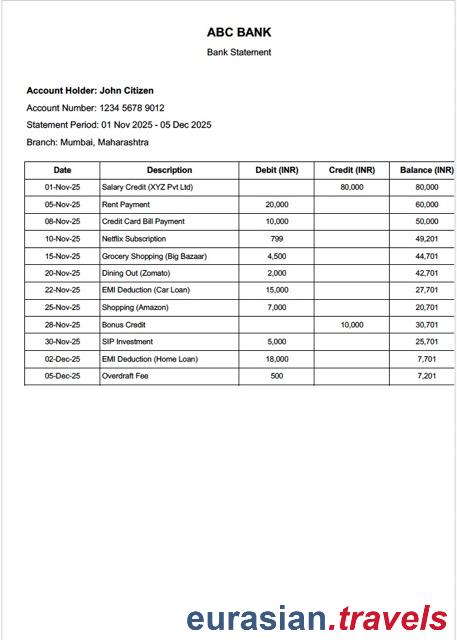 ABC BANK
Bank Statement
Account Holder: John Citizen
Account Number: 1234 5678 9012
Statement Period: 01 Nov 2025 - 05 Dec 2025
Branch: Mumbai, Maharashtra
Date Description Debit (INR) Credit (INR) Balance (INR)
01-Nov-25 Salary Credit (XYZ Pvt Ltd) 80,000 80,000
05-Nov-25 Rent Payment 20,000 60,000
08-Nov-25 Credit Card Bill Payment 10,000 50,000
10-Nov-25 Netflix Subscription 799 49,201
15-Nov-25 Grocery Shopping (Big Bazaar) 4,500 44,701
20-Nov-25 Dining Out (Zomato) 2,000 42,701
22-Nov-25 EMI Deduction (Car Loan) 15,000 27,701
25-Nov-25 Shopping (Amazon) 7,000 20,701
28-Nov-25 Bonus Credit 10,000 30,701
30-Nov-25 SIP Investment 5,000 25,701
02-Dec-25 EMI Deduction (Home Loan) 18,000 7,701
05-Dec-25 Overdraft Fee 500 7,201
eurasian.travels